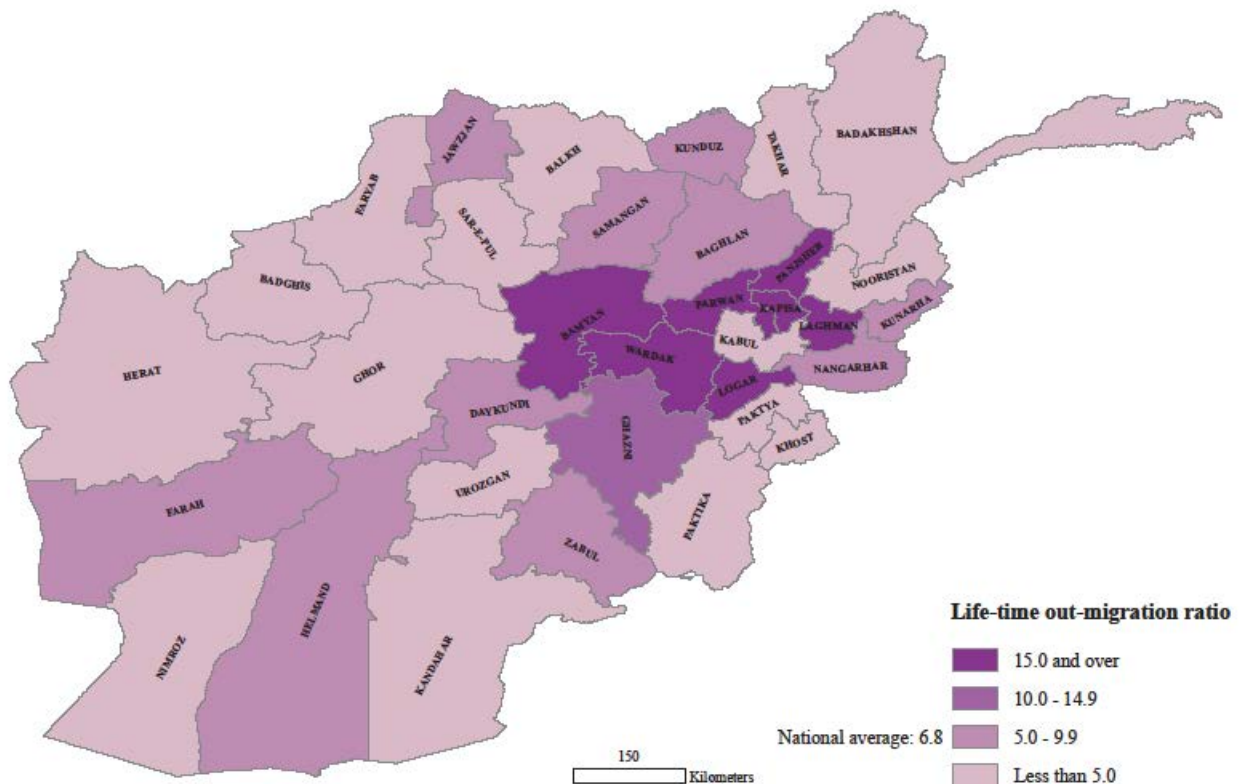 BADAKHSHAN
TAKHAR
KUNDUZ
JAWZJAN
BALKH
FARYAB
SAR-E-PUL
SAMANGAN
BAGHLAN
PANJSHER
NOORISTAN
BADGHIS
PARWAN
KAPISA
KUNARHA
LAGHMAN
BAMYAN
KABUL
WARDAK
NANGARHAR
HERAT
GHOR
LOGAR
DAYKUNDI
PAKTYA
KHOST
GHAZNI
UROZGAN
PAKTIKA
FARAH
ZABUL
HELMAND
NIMROZ
KANDAHAR
Life-time out-migration ratio
15.0 and over
10.0 - 14.9
National average: 6.8
5.0 - 9.9
Less than 5.0
150
Kilometers